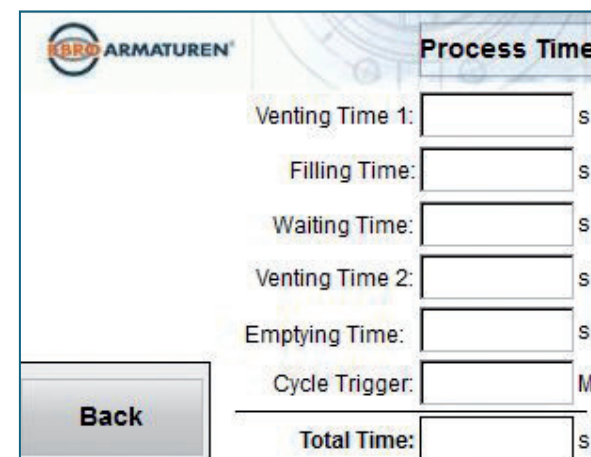 EBRO ARMATUREN®
Process Time
Venting Time 1: s
Filling Time: s
Waiting Time: s
Venting Time 2: s
Emptying Time: s
Cycle Trigger: M
Back
Total Time: s